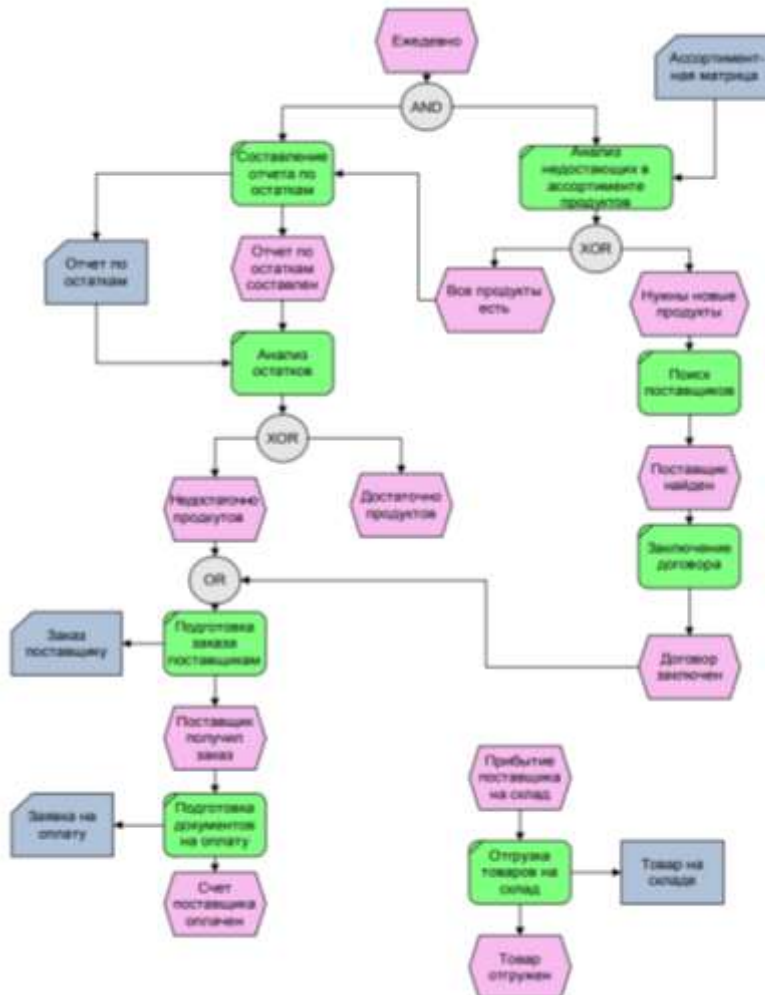 Ежедевно
Ассортимент-
ная матрица
AND
Составление
отчета по
остаткам
Анализ
недостающих в
ассортименте
продуктов
XOR
Отчет по
остаткам
Отчет по
остаткам
составлен
Все продукты
есть
Нужны новые
продукты
Анализ
остатков
Поиск
поставщиков
XOR
Недостаточно
продкутов
Достаточно
продуктов
Поставщик
найден
Заключение
договора
OR
Заказ
поставщику
Подготовка
заказа
поставщикам
Договор
заключен
Поставщик
получил
заказ
Прибытие
поставщика
на склад
Заявка на
оплату
Подготовка
документов
на оплату
Отгрузка
товаров на
склад
Товар на
складе
Счет
поставщика
оплачен
Товар
отгружен